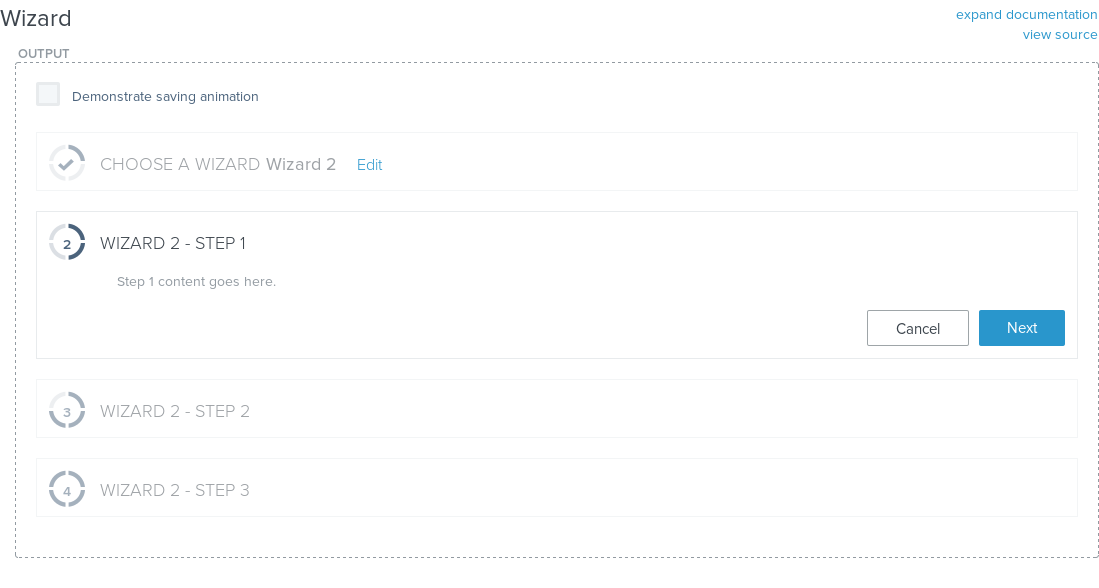 Wizard
expand documentation
view source
OUTPUT
Demonstrate saving animation
CHOOSE A WIZARD Wizard 2 Edit
2 WIZARD 2 - STEP 1
Step 1 content goes here.
Cancel Next
3 WIZARD 2 - STEP 2
4 WIZARD 2 - STEP 3